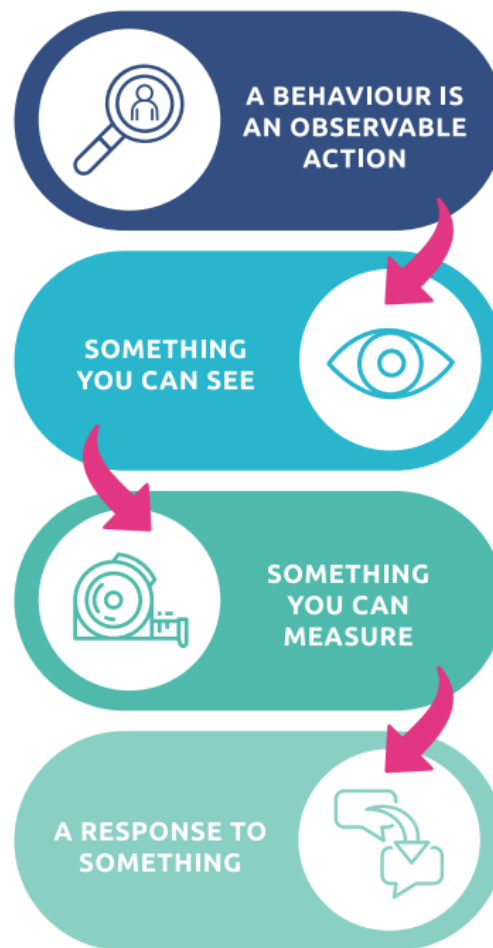 A BEHAVIOUR IS
AN OBSERVABLE
ACTION
SOMETHING
YOU CAN SEE
SOMETHING
YOU CAN
MEASURE
A RESPONSE TO
SOMETHING